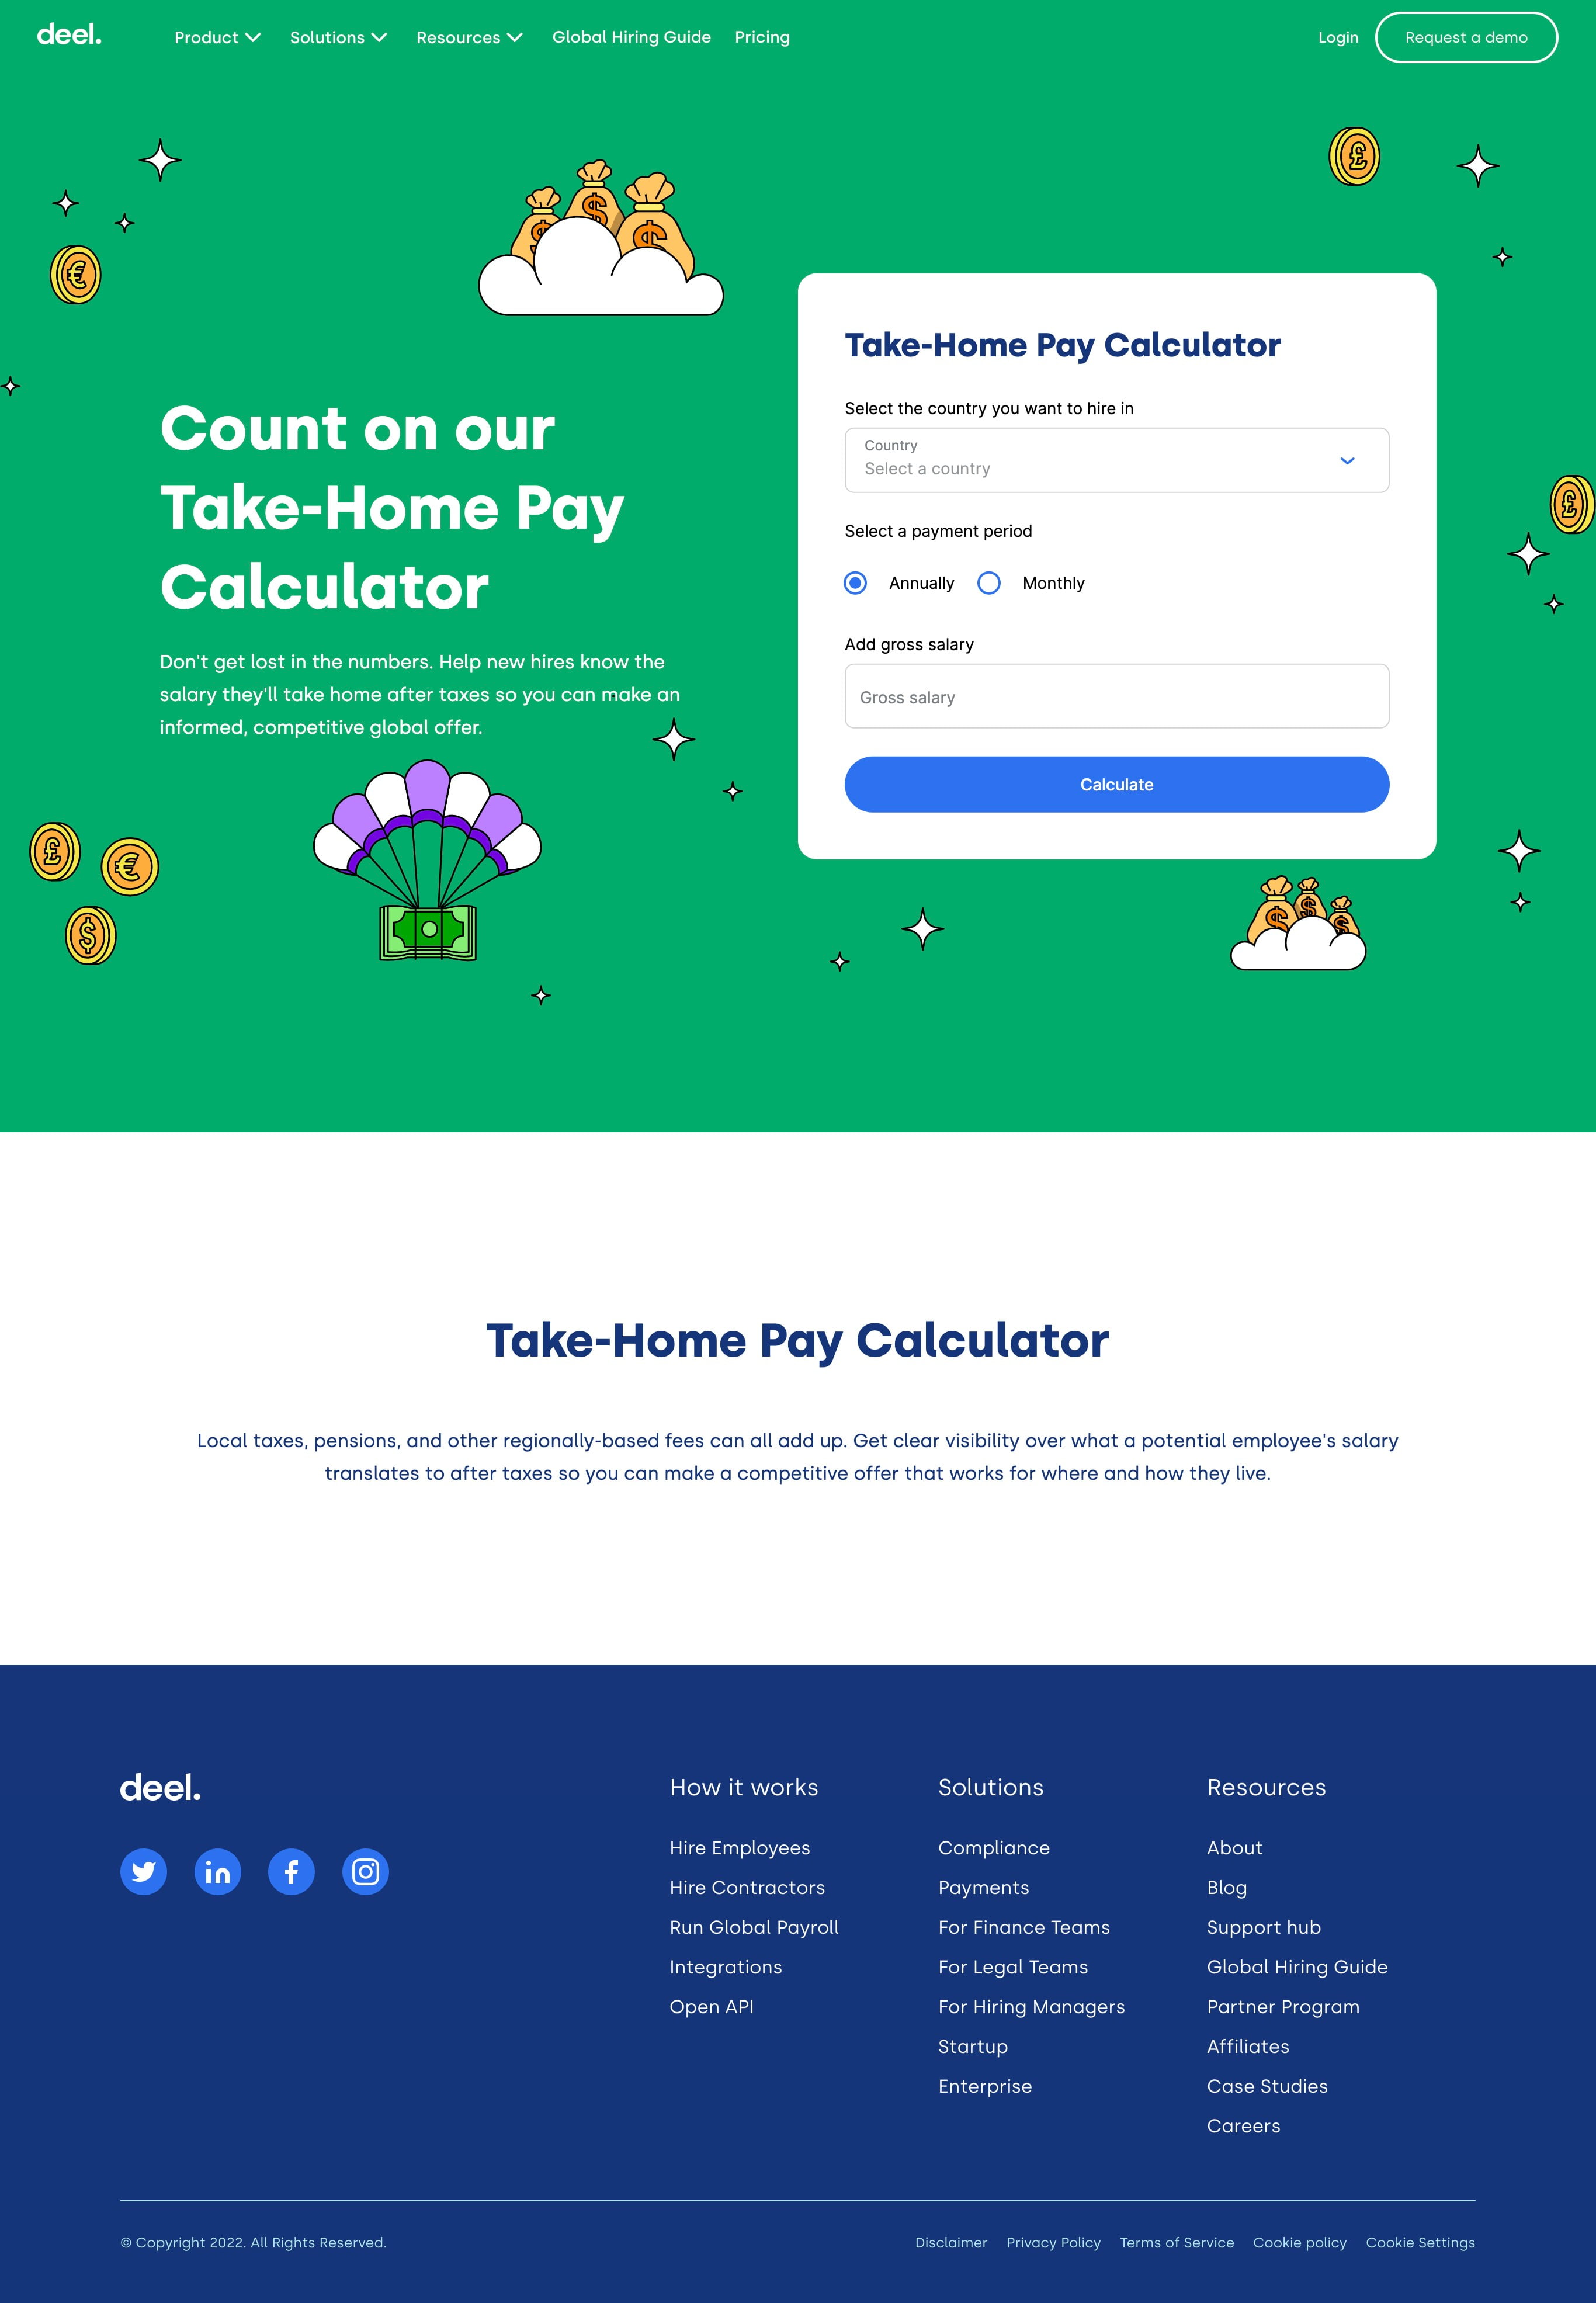 deel.
Product
Solutions
Resources
Global Hiring Guide
Pricing
Login
Request a demo
£
$ $ $
€
Count on our
Take-Home Pay
Calculator
Don't get lost in the numbers. Help new hires know the
salary they'll take home after taxes so you can make an
informed, competitive global offer.
Take-Home Pay Calculator
Select the country you want to hire in
Country
Select a country
Select a payment period
Annually
Monthly
Add gross salary
Gross salary
Calculate
£
£
€
$
$ $ $
Take-Home Pay Calculator
Local taxes, pensions, and other regionally-based fees can all add up. Get clear visibility over what a potential employee's salary
translates to after taxes so you can make a competitive offer that works for where and how they live.
deel.
in
f
How it works
Hire Employees
Hire Contractors
Run Global Payroll
Integrations
Open API
Solutions
Compliance
Payments
For Finance Teams
For Legal Teams
For Hiring Managers
Startup
Enterprise
Resources
About
Blog
Support hub
Global Hiring Guide
Partner Program
Affiliates
Case Studies
Careers
© Copyright 2022. All Rights Reserved.
Disclaimer
Privacy Policy
Terms of Service
Cookie policy
Cookie Settings